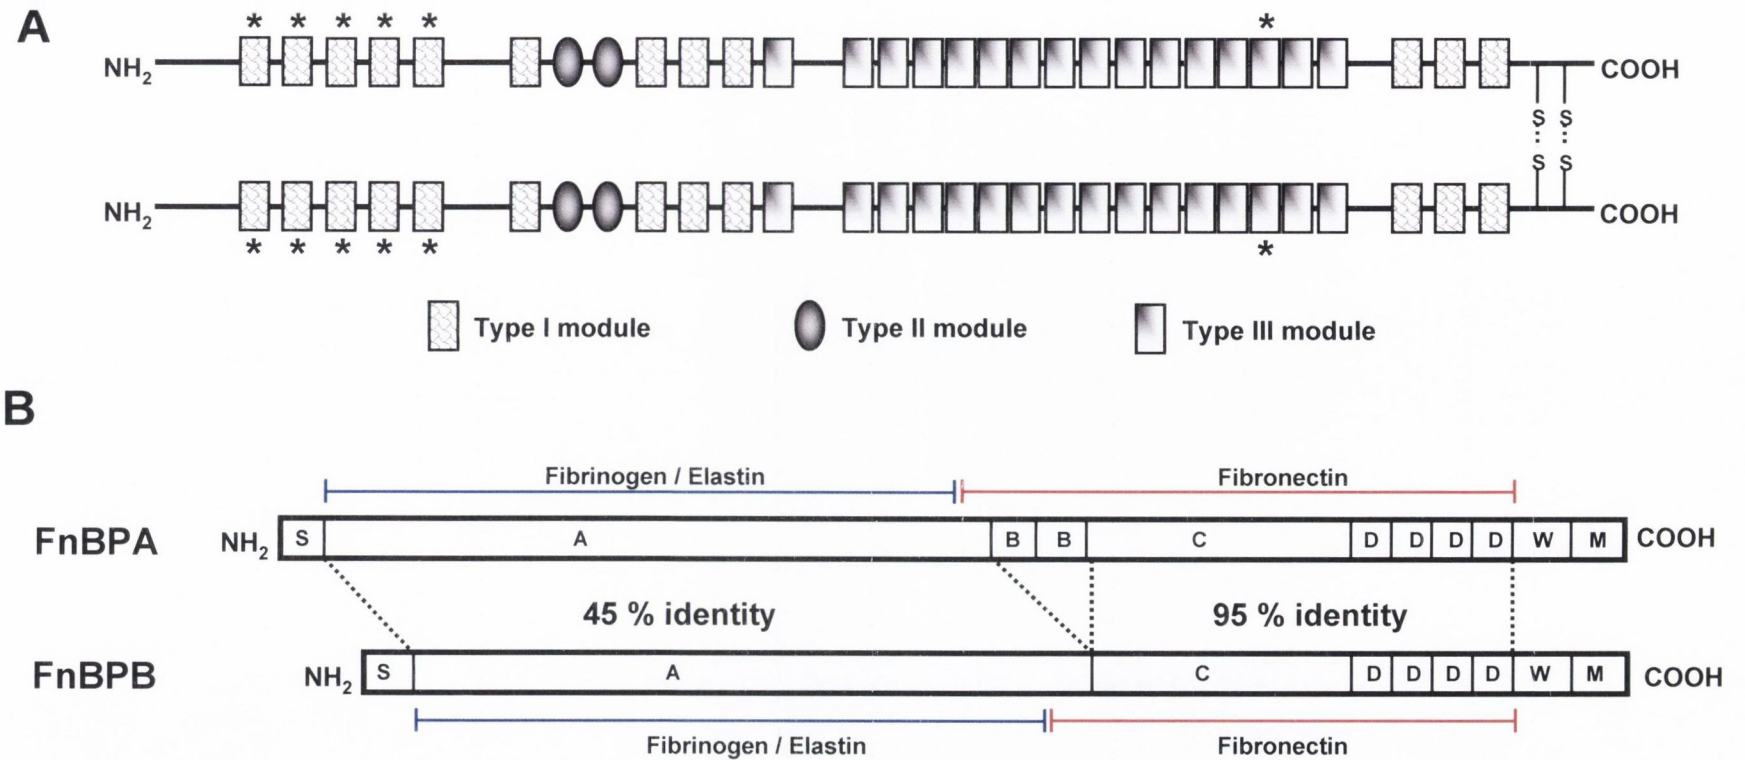 A
* * * * * *
NH2 COOH
S S
S S
NH2 COOH
* * * * * *
Type I module Type II module Type III module
B
Fibrinogen / Elastin Fibronectin
FnBPA NH2 S A B B C D D D D W M COOH
45 % identity 95 % identity
FnBPB NH2 S A C D D D D W M COOH
Fibrinogen / Elastin Fibronectin